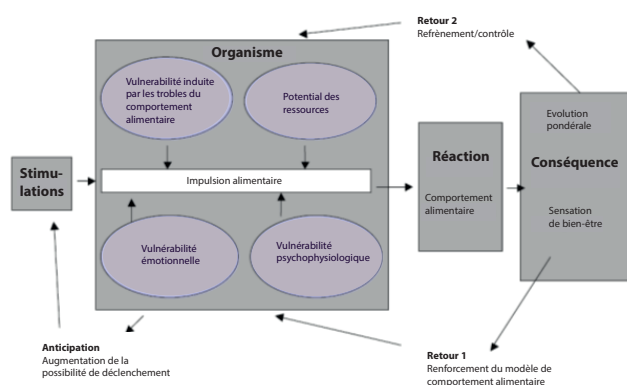 Retour 2
Refrènement/contrôle
Organisme
Vulnerabilité induite
par les trobles du
comportement
alimentaire
Potential des
ressources
Stimu-
lations
Impulsion alimentaire
Vulnerabilité
émotionnelle
Vulnérabilité
psychophysiologique
Réaction
Comportement
alimentaire
Evolution
pondérale
Conséquence
Sensation
de bien-être
Anticipation
Augmentation de la
possibilité de déclenchement
Retour 1
Renforcement du modèle de
comportement alimentaire